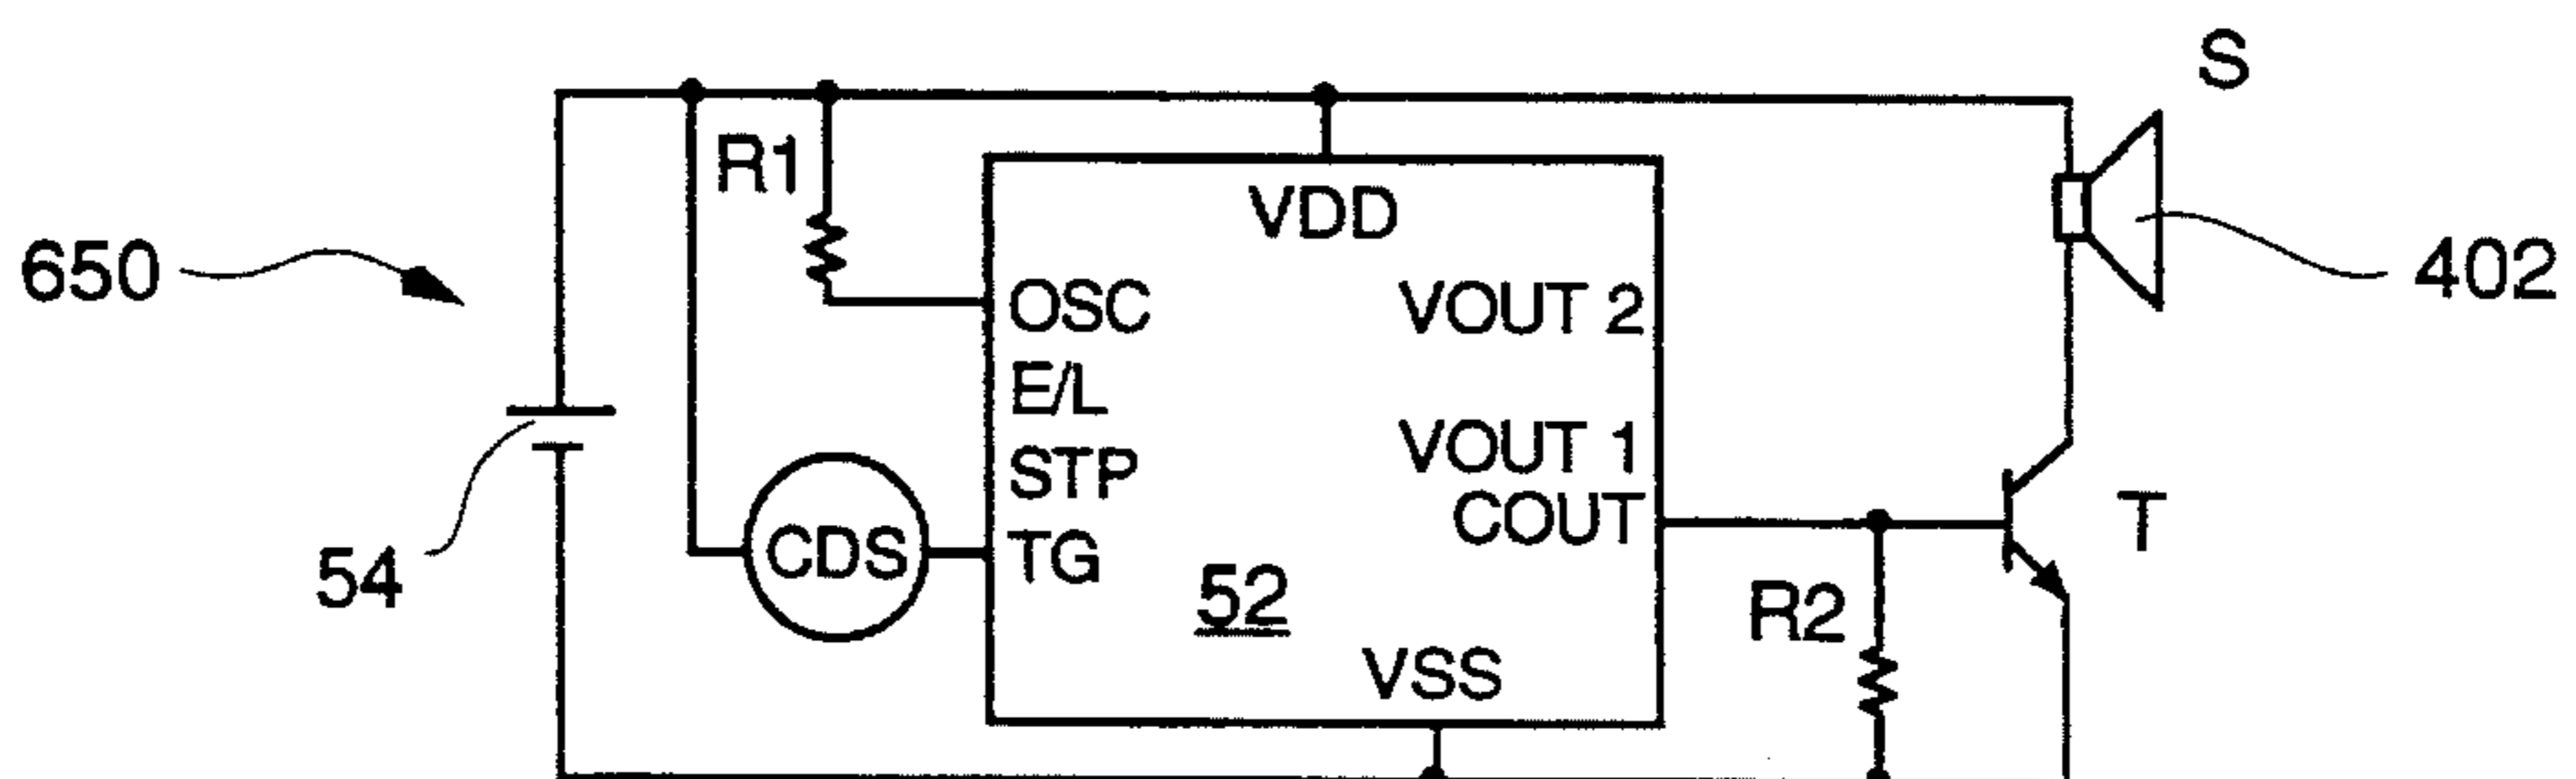 S
R1
VDD
650
402
OSC
VOUT 2
E/L
VOUT 1
STP
COUT
T
CDS
TG
54
52
R2
VSS